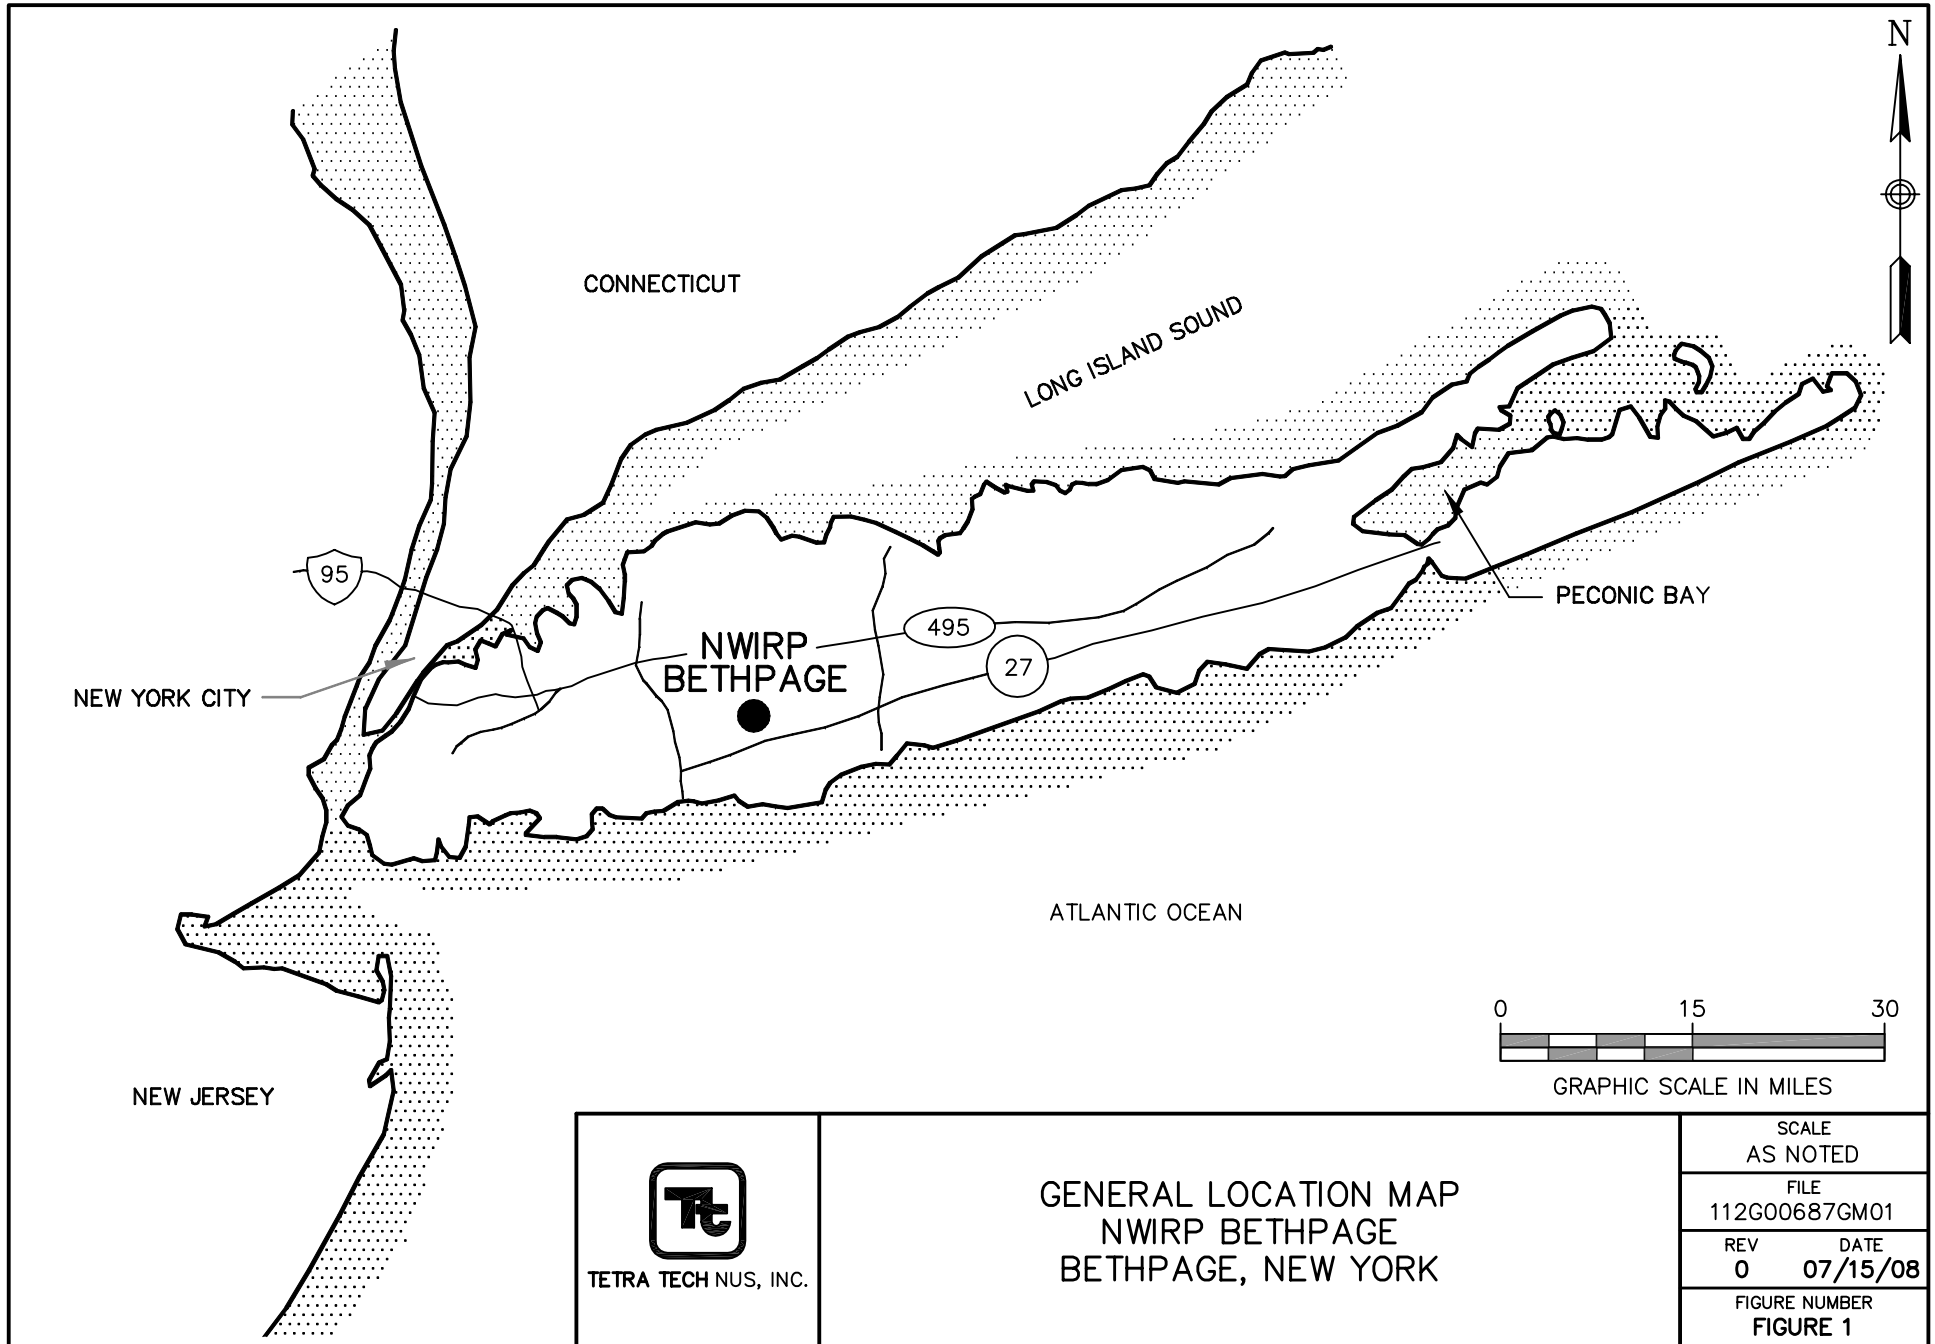 N
CONNECTICUT
LONG ISLAND SOUND
95
PECONIC BAY
495
NWIRP
BETHPAGE
27
NEW YORK CITY
ATLANTIC OCEAN
0 15 30
GRAPHIC SCALE IN MILES
NEW JERSEY
Tt
TETRA TECH NUS, INC.
GENERAL LOCATION MAP
NWIRP BETHPAGE
BETHPAGE, NEW YORK
SCALE
AS NOTED
FILE
112G00687GM01
REV DATE
0 07/15/08
FIGURE NUMBER
FIGURE 1